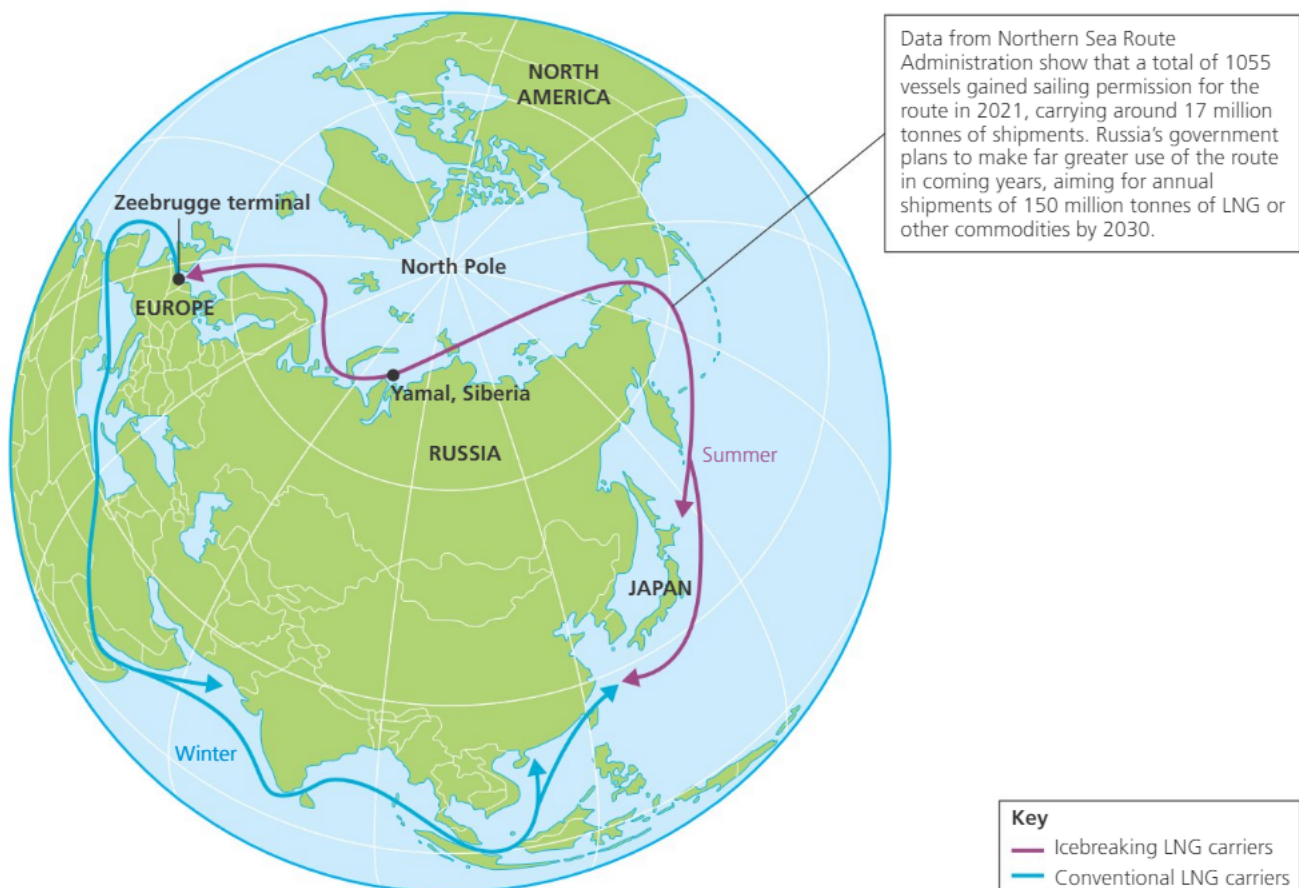 Data from Northern Sea Route
Administration show that a total of 1055
vessels gained sailing permission for the
route in 2021, carrying around 17 million
tonnes of shipments. Russia's government
plans to make far greater use of the route
in coming years, aiming for annual
shipments of 150 million tonnes of LNG or
other commodities by 2030.
NORTH
AMERICA
Zeebrugge terminal
North Pole
EUROPE
Yamal, Siberia
RUSSIA
Summer
JAPAN
Winter
Key
Icebreaking LNG carriers
Conventional LNG carriers